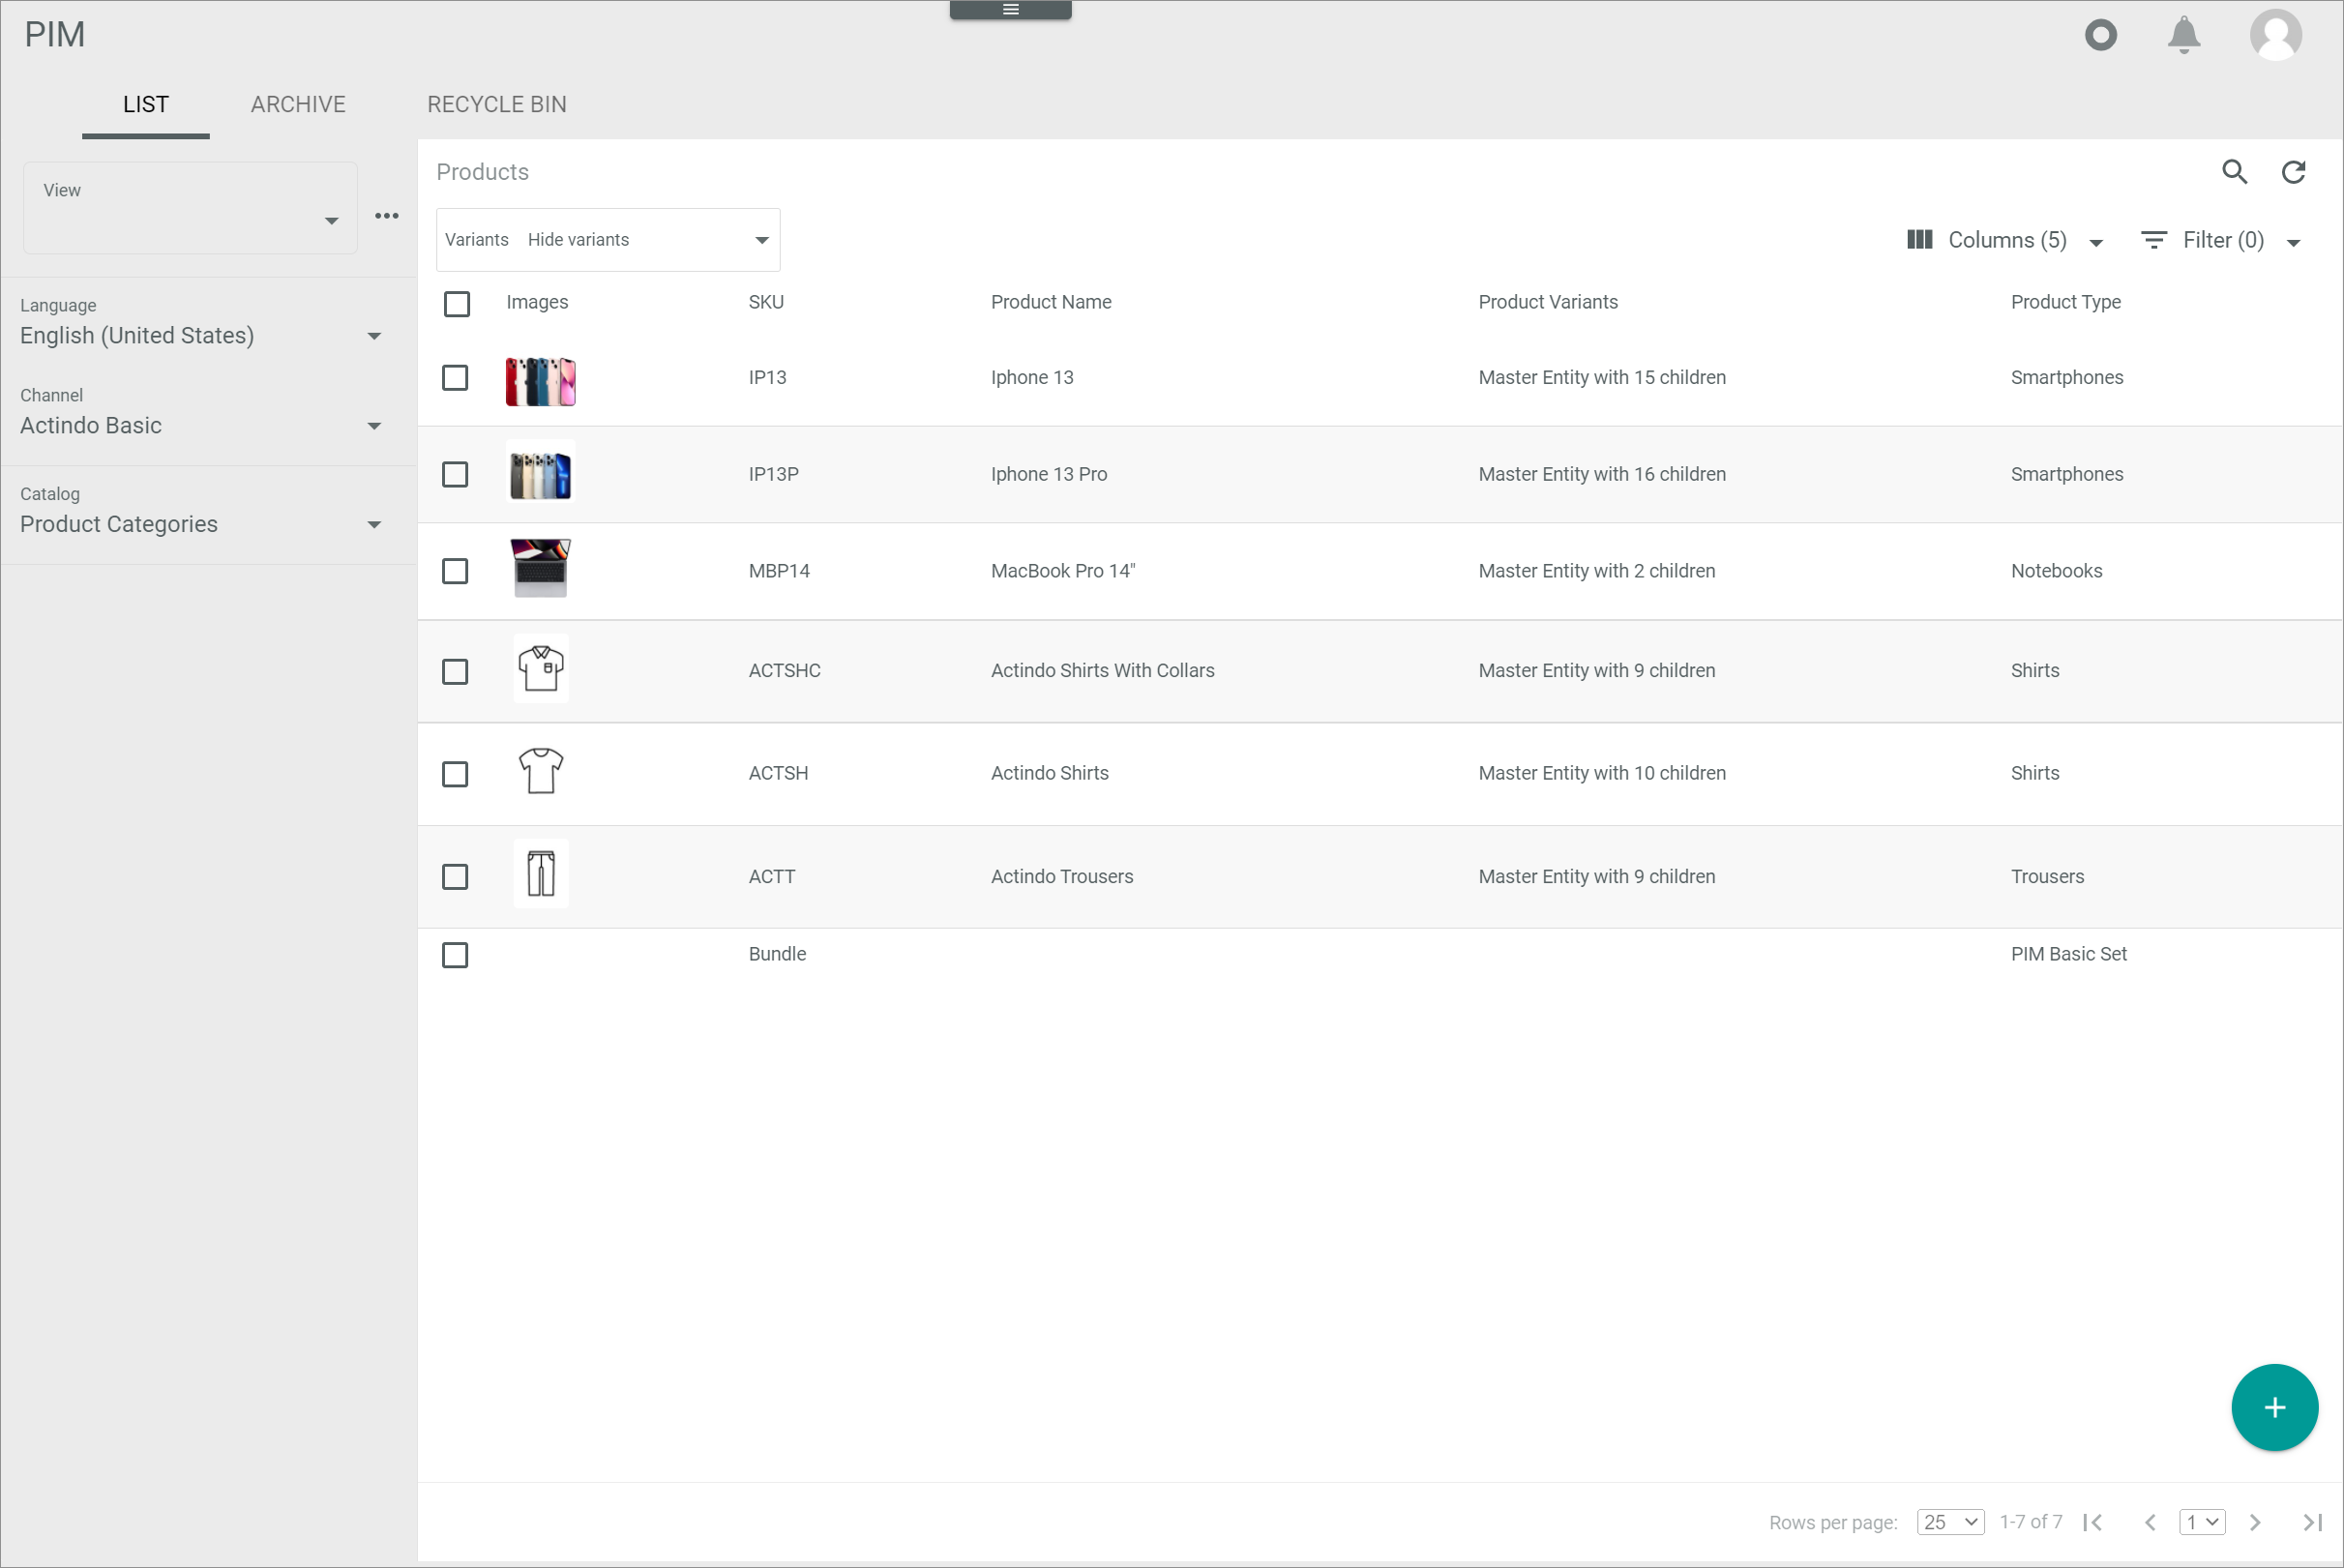 PIM
LIST ARCHIVE RECYCLE BIN
View
Language
English (United States)
Channel
Actindo Basic
Catalog
Product Categories
Products
Variants Hide variants Columns (5) Filter (0)
Images SKU Product Name Product Variants Product Type
IP13 Iphone 13 Master Entity with 15 children Smartphones
IP13P Iphone 13 Pro Master Entity with 16 children Smartphones
MBP14 MacBook Pro 14" Master Entity with 2 children Notebooks
ACTSHC Actindo Shirts With Collars Master Entity with 9 children Shirts
ACTSH Actindo Shirts Master Entity with 10 children Shirts
ACTT Actindo Trousers Master Entity with 9 children Trousers
Bundle PIM Basic Set
Rows per page: 25 1-7 of 7 1